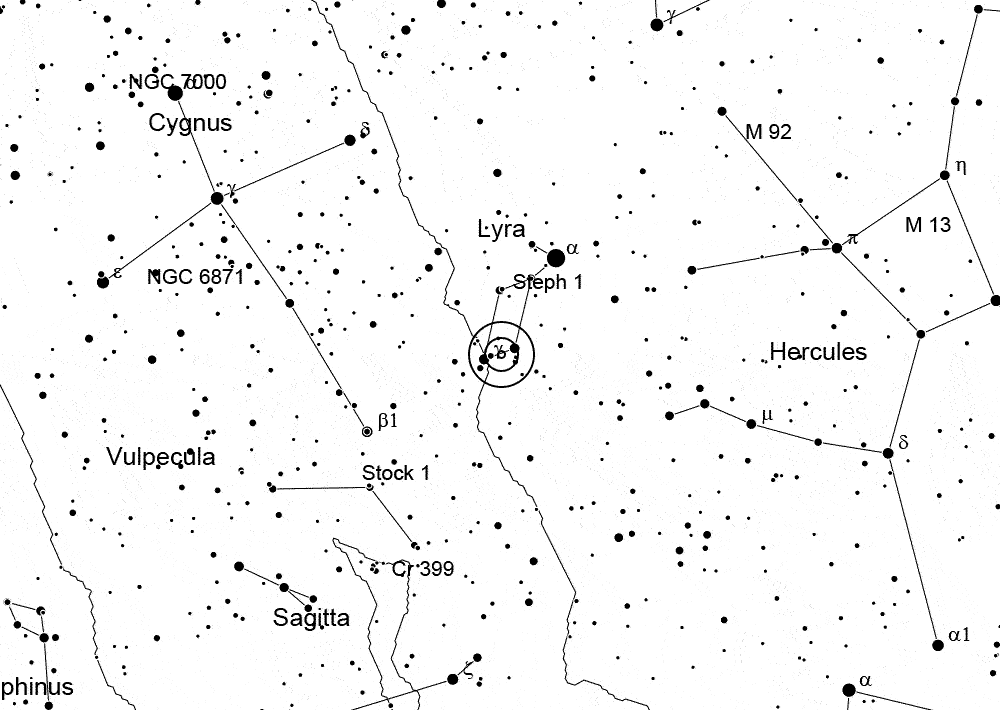 γ
NGC 7000
α
Cygnus
δ
M 92
η
γ
M 13
Lyra
π
α
ε
NGC 6871
Steph 1
γ
Hercules
β1
μ
δ
Vulpecula
Stock 1
Cr 399
Sagitta
α1
ζ
phinus
α